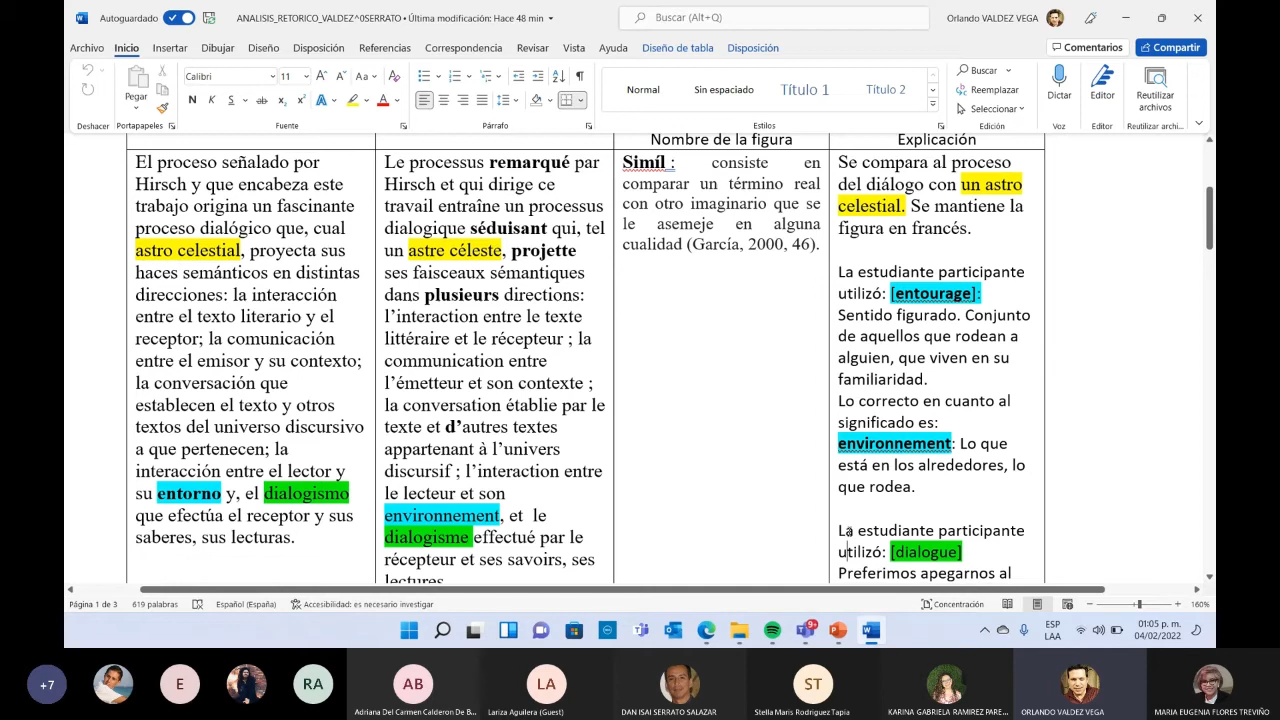 Autoguardado
ANALISIS_RETORICO_VALDEZ^0SERRATO • Última modificación: Hace 48 min
Buscar (Alt+Q)
Orlando VALDEZ VEGA
Archivo Inicio Insertar Dibujar Diseño Disposición Referencias Correspondencia Revisar Vista Ayuda Diseño de tabla Disposición
Comentarios
Compartir
Calibri
11
Pegar
Normal
Sin espaciado
Título 1
Título 2
Buscar
Reemplazar
Seleccionar
Dictar
Editor
Reutilizar
archivos
Deshacer
Portapapeles
Fuente
Párrafo
Estilos
Edición
Voz
Editor
Reutilizar archiv...
Nombre de la figura
Explicación
El proceso señalado por
Hirsch y que encabeza este
trabajo origina un fascinante
proceso dialógico que, cual
astro celestial, proyecta sus
haces semánticos en distintas
direcciones: la interacción
entre el texto literario y el
receptor; la comunicación
entre el emisor y su contexto;
la conversación que
establecen el texto y otros
textos del universo discursivo
a que pertenecen; la
interacción entre el lector y
su entorno y, el dialogismo
que efectúa el receptor y sus
saberes, sus lecturas.
Le processus remarqué par
Hirsch et qui dirige ce
travail entraîne un processus
dialogique séduisant qui, tel
un astre céleste, projette
ses faisceaux sémantiques
dans plusieurs directions:
l’interaction entre le texte
littéraire et le récepteur ; la
communication entre
l’émetteur et son contexte ;
la conversation établie par le
texte et d’autres textes
appartenant à l’univers
discursif ; l’interaction entre
le lecteur et son
environnement, et le
dialogisme effectué par le
récepteur et ses savoirs, ses
lectures.
Simíl : consiste en
comparar un término real
con otro imaginario que se
le asemeje en alguna
cualidad (García, 2000, 46).
Se compara al proceso
del diálogo con un astro
celestial. Se mantiene la
figura en francés.
La estudiante participante
utilizó: [entourage]:
Sentido figurado. Conjunto
de aquellos que rodean a
alguien, que viven en su
familiaridad.
Lo correcto en cuanto al
significado es:
environnement: Lo que
está en los alrededores, lo
que rodea.
La estudiante participante
utilizó: [dialogue]
Preferimos apegarnos al
Página 1 de 3
619 palabras
Español (España)
Accesibilidad: es necesario investigar
Concentración
160%
9+
ESP
LAA
01:05 p. m.
04/02/2022
+7
E
RA
AB
Adriana Del Carmen Calderon De B...
LA
Lariza Aguilera (Guest)
DAN ISAI SERRATO SALAZAR
ST
Stella Maris Rodriguez Tapia
KARINA GABRIELA RAMIREZ PARE...
ORLANDO VALDEZ VEGA
MARIA EUGENIA FLORES TREVIÑO